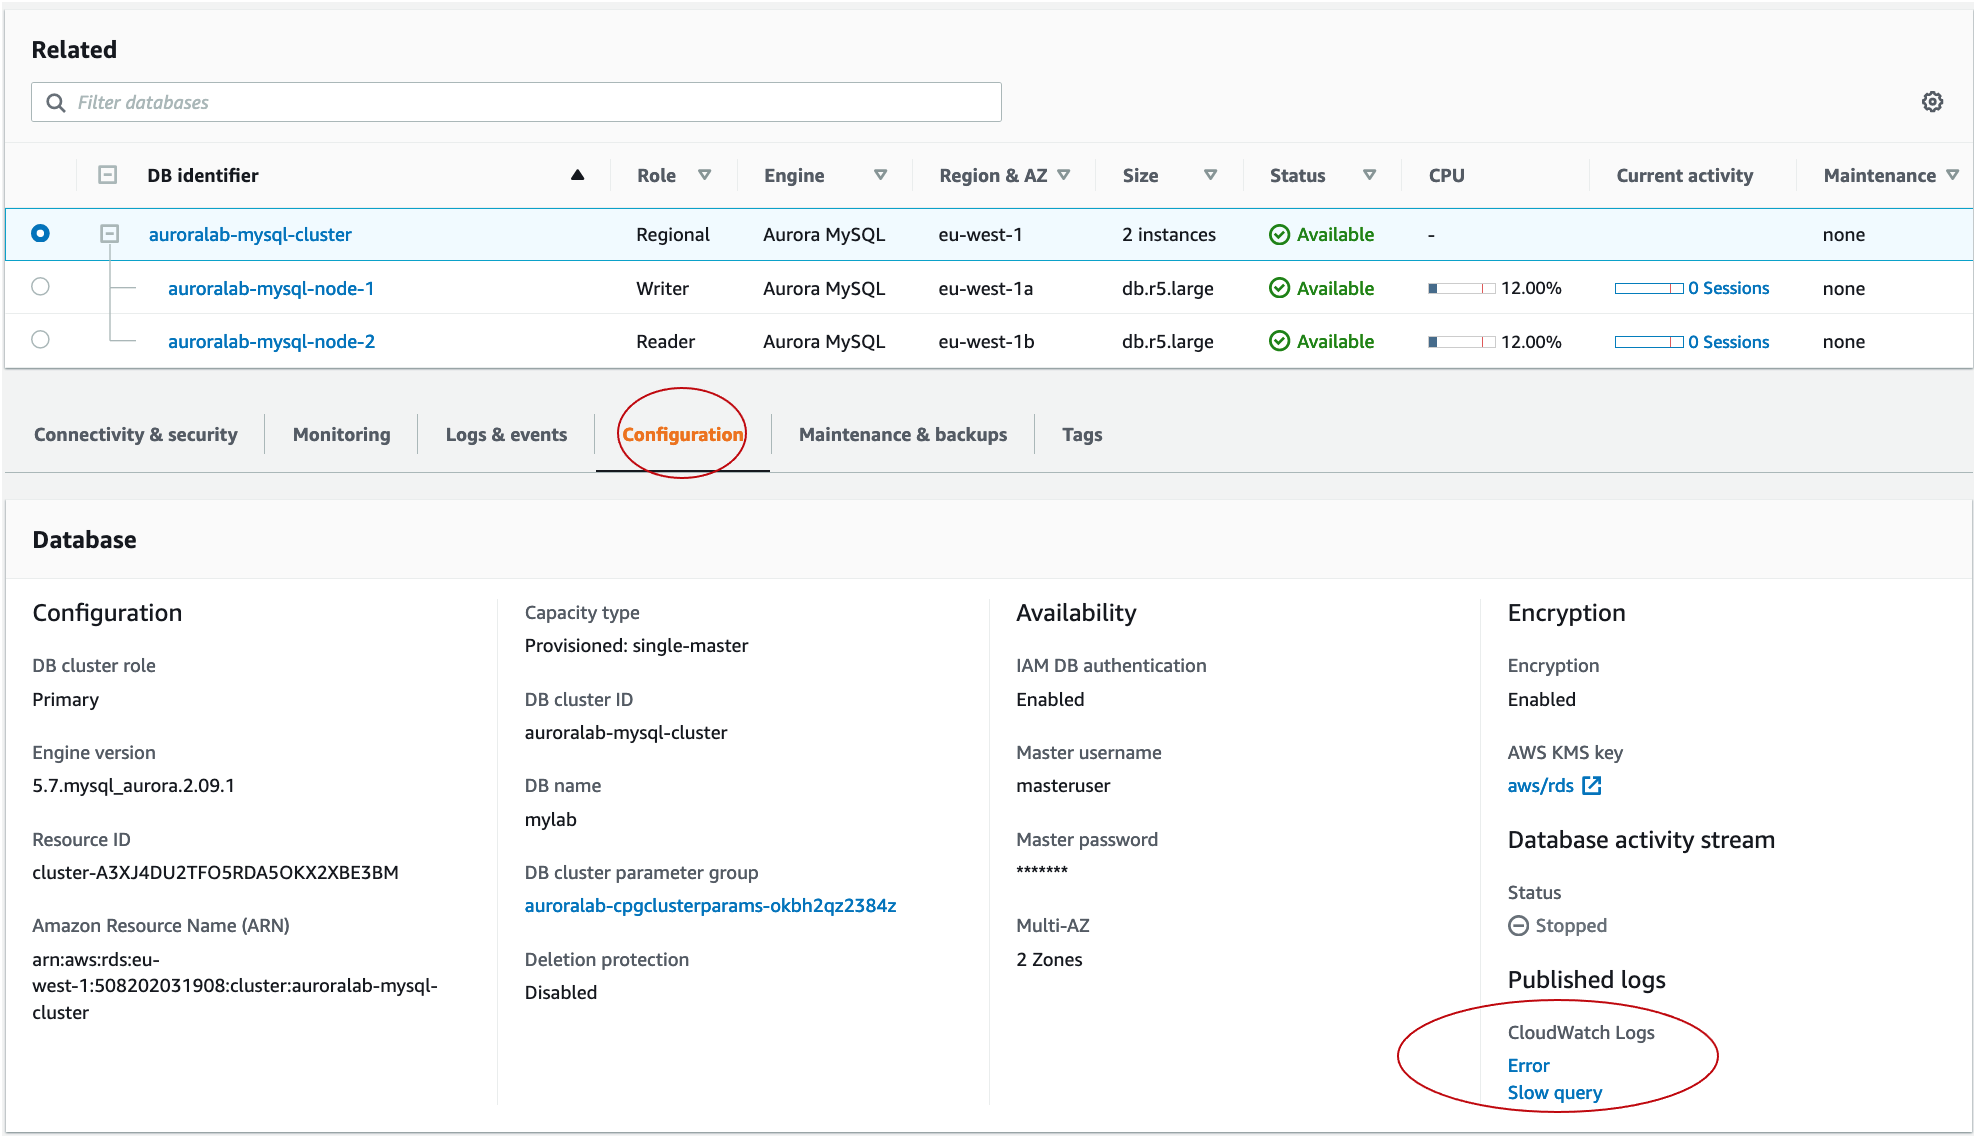 Related
Filter databases
DB identifier Role Engine Region & AZ Size Status CPU Current activity Maintenance
auroralab-mysql-cluster Regional Aurora MySQL eu-west-1 2 instances Available - none
auroralab-mysql-node-1 Writer Aurora MySQL eu-west-1a db.r5.large Available 12.00% 0 Sessions none
auroralab-mysql-node-2 Reader Aurora MySQL eu-west-1b db.r5.large Available 12.00% 0 Sessions none
Connectivity & security Monitoring Logs & events Configuration Maintenance & backups Tags
Database
Configuration
DB cluster role
Primary
Engine version
5.7.mysql_aurora.2.09.1
Resource ID
cluster-A3XJ4DU2TFO5RDA5OKX2XBE3BM
Amazon Resource Name (ARN)
arn:aws:rds:eu-
west-1:508202031908:cluster:auroralab-mysql-
cluster
Capacity type
Provisioned: single-master
DB cluster ID
auroralab-mysql-cluster
DB name
mylab
DB cluster parameter group
auroralab-cpgclusterparams-okbh2qz2384z
Deletion protection
Disabled
Availability
IAM DB authentication
Enabled
Master username
masteruser
Master password
*******
Multi-AZ
2 Zones
Encryption
Encryption
Enabled
AWS KMS key
aws/rds
Database activity stream
Status
Stopped
Published logs
CloudWatch Logs
Error
Slow query